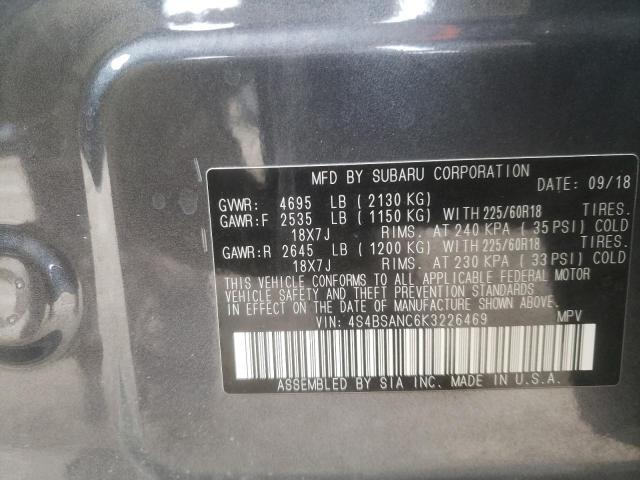 MFD BY SUBARU CORPORATION
DATE: 09/18
GVWR: 4695 LB (2130 KG)
GAWR:F 2535 LB (1150 KG) WITH 225/60R18 TIRES.
18X7J RIMS. AT 240 KPA (35 PSI) COLD
GAWR:R 2645 LB (1200 KG) WITH 225/60R18 TIRES.
18X7J RIMS. AT 230 KPA (33 PSI) COLD
THIS VEHICLE CONFORMS TO ALL APPLICABLE FEDERAL MOTOR
VEHICLE SAFETY AND THEFT PREVENTION STANDARDS
IN EFFECT ON THE DATE OF MANUFACTURE SHOWN ABOVE.
VIN: 4S4BSANC6K3226469 MPV
ASSEMBLED BY SIA INC. MADE IN U.S.A.